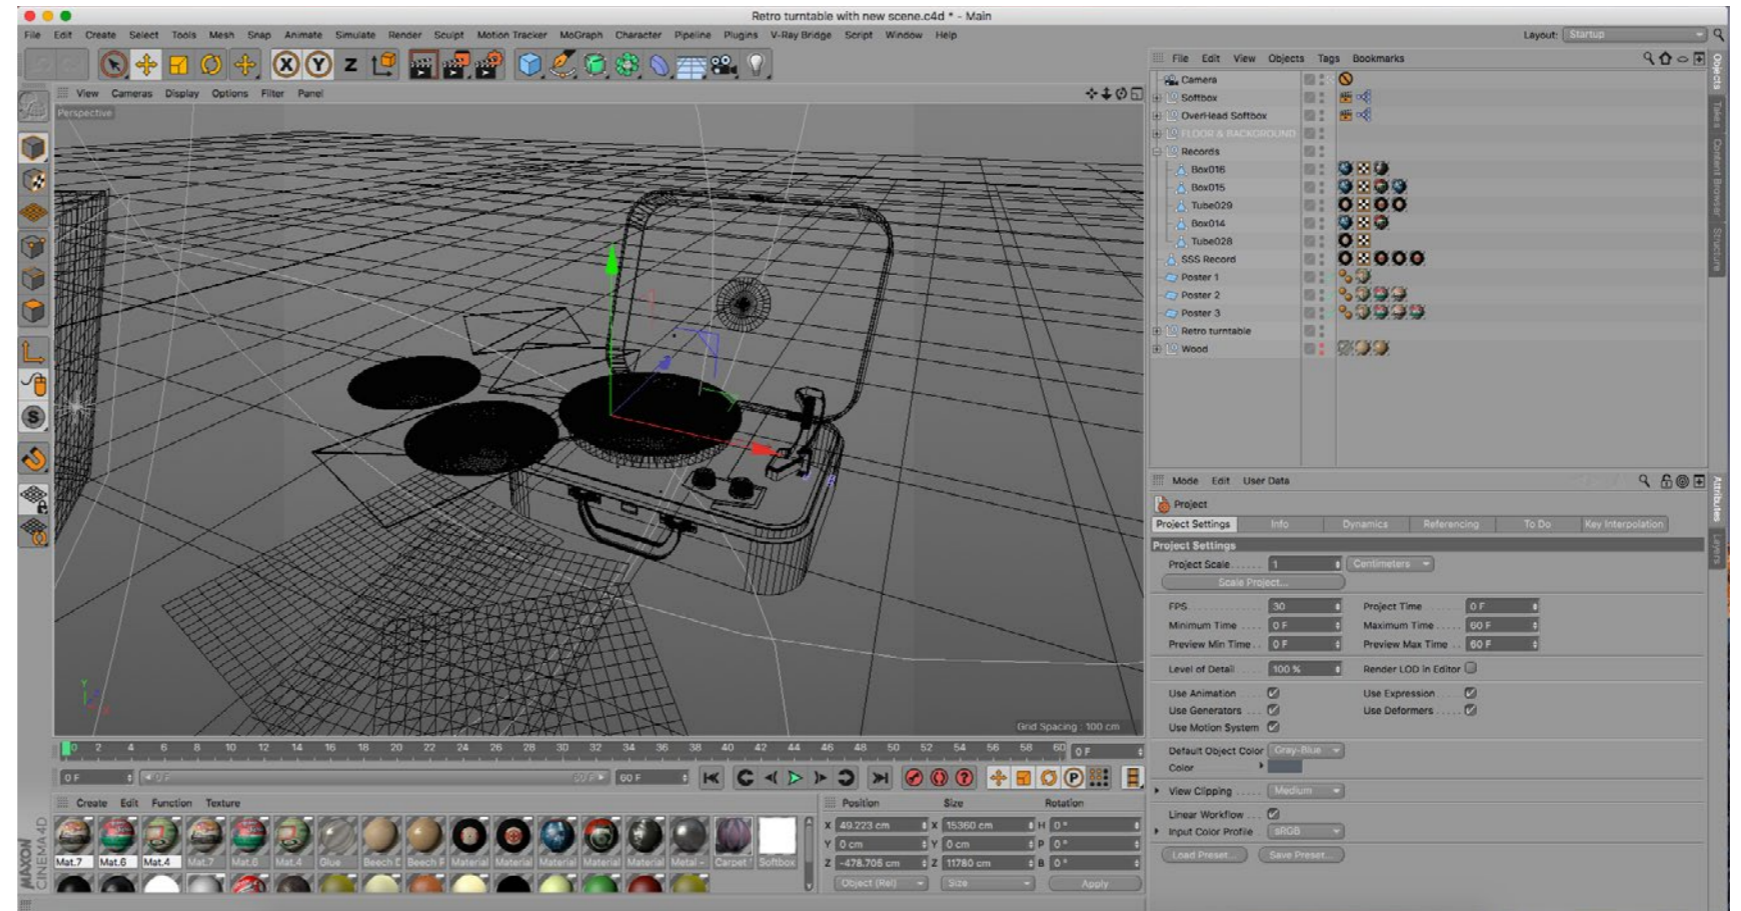 Retro turntable with new scene.c4d * - Main
File Edit Create Select Tools Mesh Snap Animate Simulate Render Sculpt Motion Tracker MoGraph Character Pipeline Plugins V-Ray Bridge Script Window Help Layout: Startup
File Edit View Objects Tags Bookmarks
View Cameras Display Options Filter Panel
Perspective
Camera
Softbox
OverHead Softbox
FLOOR & BACKGROUND
Records
Box016
Box015
Tube029
Box014
Tube028
SSS Record
Poster 1
Poster 2
Poster 3
Retro turntable
Wood
Objects
Takes
Content Browser
Structure
Mode Edit User Data
Project
Project Settings Info Dynamics Referencing To Do Key Interpolation
Project Settings
Project Scale 1 Centimeters
Scale Project...
FPS 30 Project Time 0 F
Minimum Time 0 F Maximum Time 60 F
Preview Min Time 0 F Preview Max Time 60 F
Level of Detail 100 % Render LOD in Editor
Use Animation Use Expression
Use Generators Use Deformers
Use Motion System
Default Object Color Gray-Blue
Color
View Clipping Medium
Linear Workflow
Input Color Profile sRGB
Load Preset... Save Preset...
Attributes
Layers
Y
Z
X
Grid Spacing : 100 cm
0 2 4 6 8 10 12 14 16 18 20 22 24 26 28 30 32 34 36 38 40 42 44 46 48 50 52 54 56 58 60 0 F
0 F 0 F 60 F 60 F
Create Edit Function Texture
Mat.7 Mat.6 Mat.4 Mat.7 Mat.6 Mat.4 Glue Beech E Beech F Material Material Material Material Material Metal - Carpet Softbox
Position Size Rotation
X 49.223 cm X 15360 cm H 0 °
Y 0 cm Y 0 cm P 0 °
Z -478.706 cm Z 11780 cm B 0 °
Object (Rel) Size Apply
MAXON
CINEMA 4D